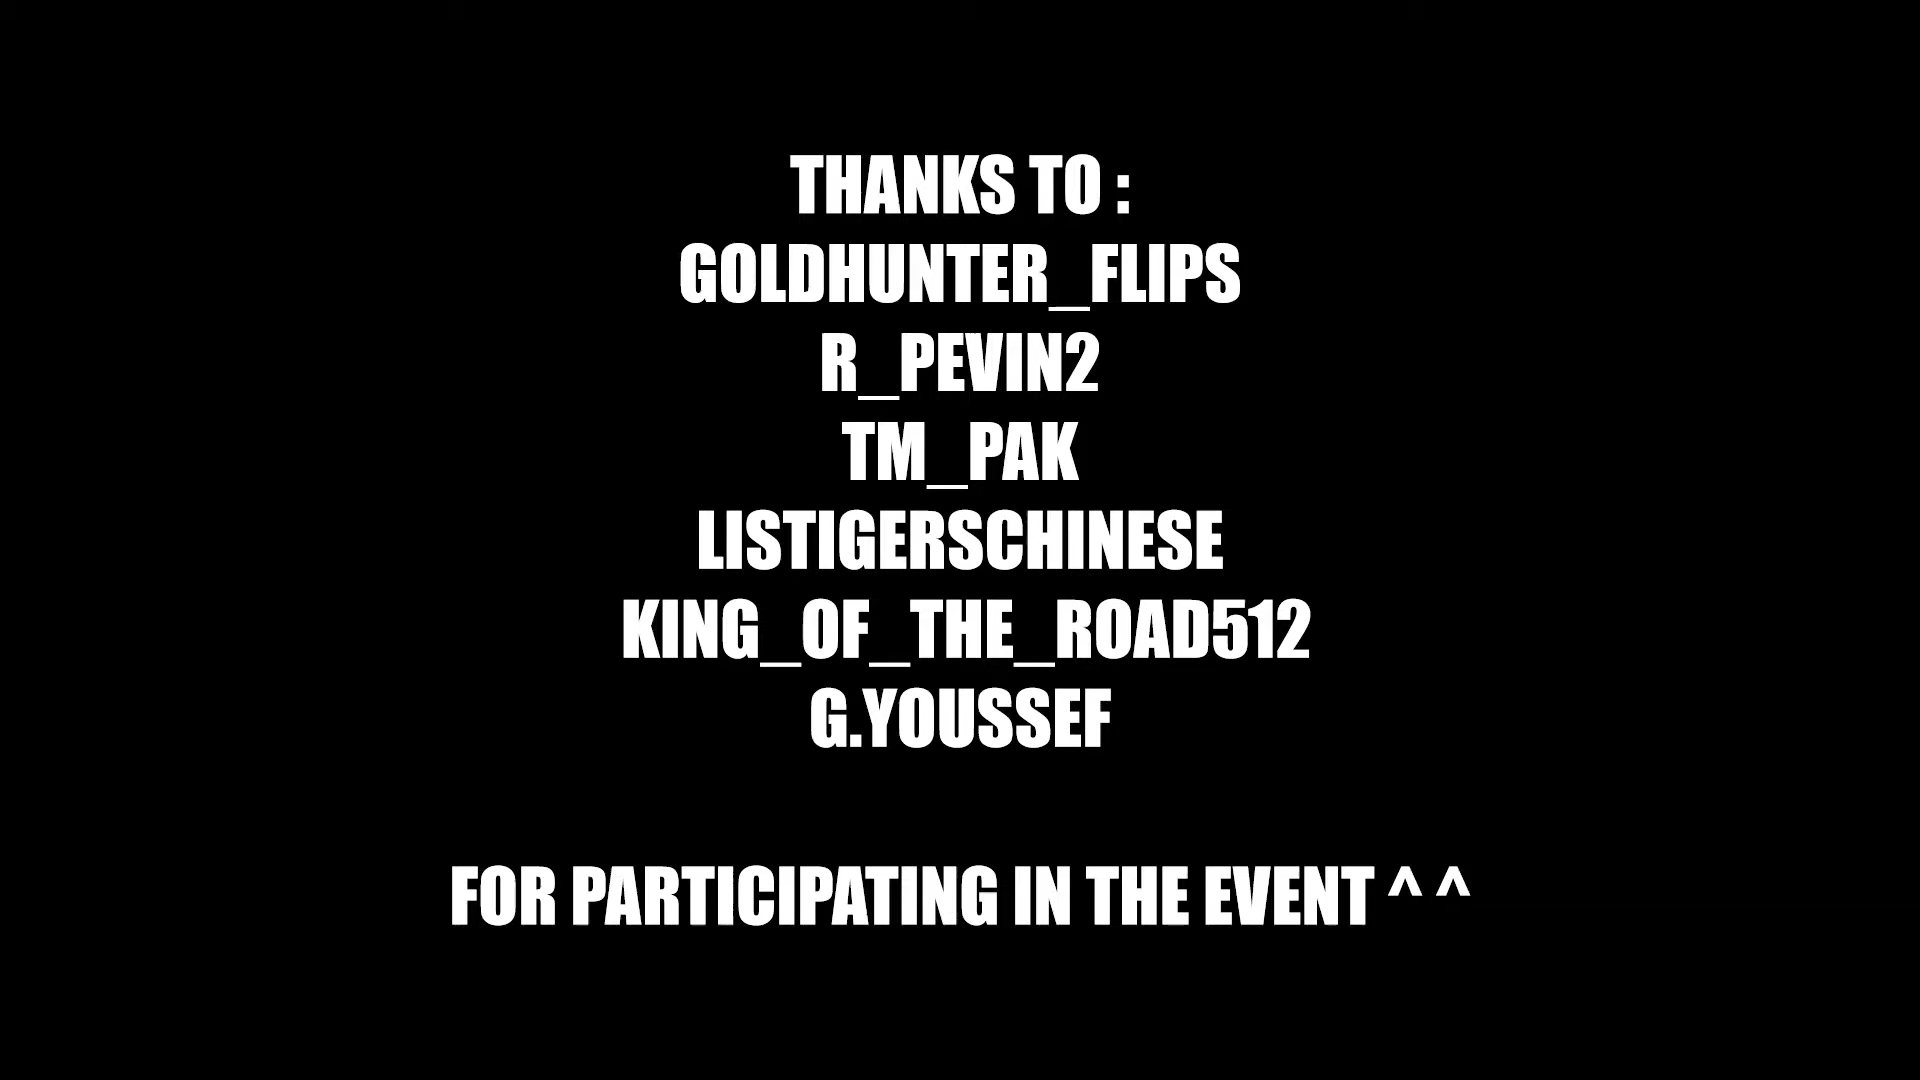 THANKS TO :
GOLDHUNTER_FLIPS
R_PEVIN2
TM_PAK
LISTIGERSCHINESE
KING_OF_THE_ROAD512
G.YOUSSEF
FOR PARTICIPATING IN THE EVENT ^ ^